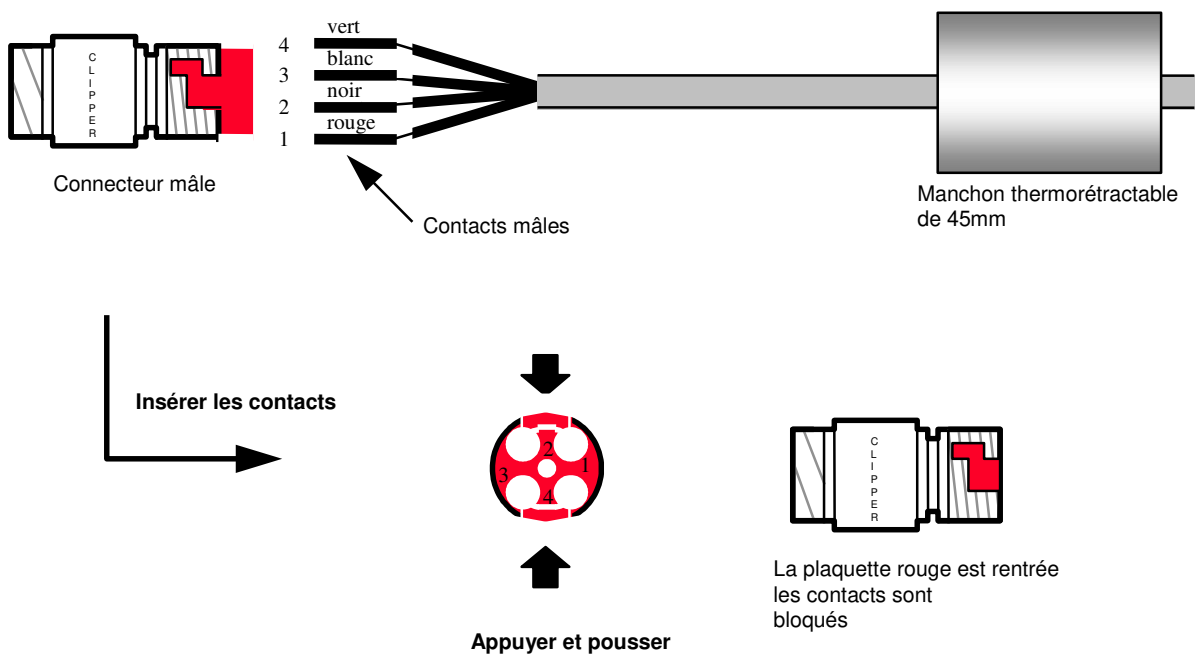 CLIPPER
4 vert
3 blanc
2 noir
1 rouge
Connecteur mâle
Contacts mâles
Manchon thermorétractable
de 45mm
Insérer les contacts
2
1
3
4
Appuyer et pousser
CLIPPER
La plaquette rouge est rentrée
les contacts sont
bloqués